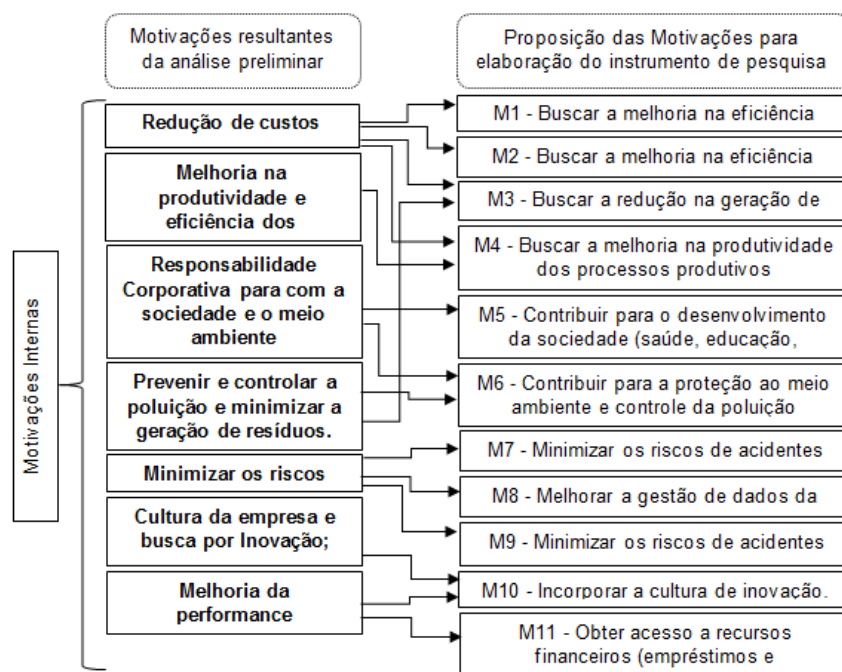 Motivações resultantes
da análise preliminar
Proposição das Motivações para
elaboração do instrumento de pesquisa
Motivações Internas
Redução de custos
Melhoria na
produtividade e
eficiência dos
Responsabilidade
Corporativa para com a
sociedade e o meio
ambiente
Prevenir e controlar a
poluição e minimizar a
geração de resíduos.
Minimizar os riscos
Cultura da empresa e
busca por Inovação;
Melhoria da
performance
M1 - Buscar a melhoria na eficiência
M2 - Buscar a melhoria na eficiência
M3 - Buscar a redução na geração de
M4 - Buscar a melhoria na produtividade
dos processos produtivos
M5 - Contribuir para o desenvolvimento
da sociedade (saúde, educação,
M6 - Contribuir para a proteção ao meio
ambiente e controle da poluição
M7 - Minimizar os riscos de acidentes
M8 - Melhorar a gestão de dados da
M9 - Minimizar os riscos de acidentes
M10 - Incorporar a cultura de inovação.
M11 - Obter acesso a recursos
financeiros (empréstimos e